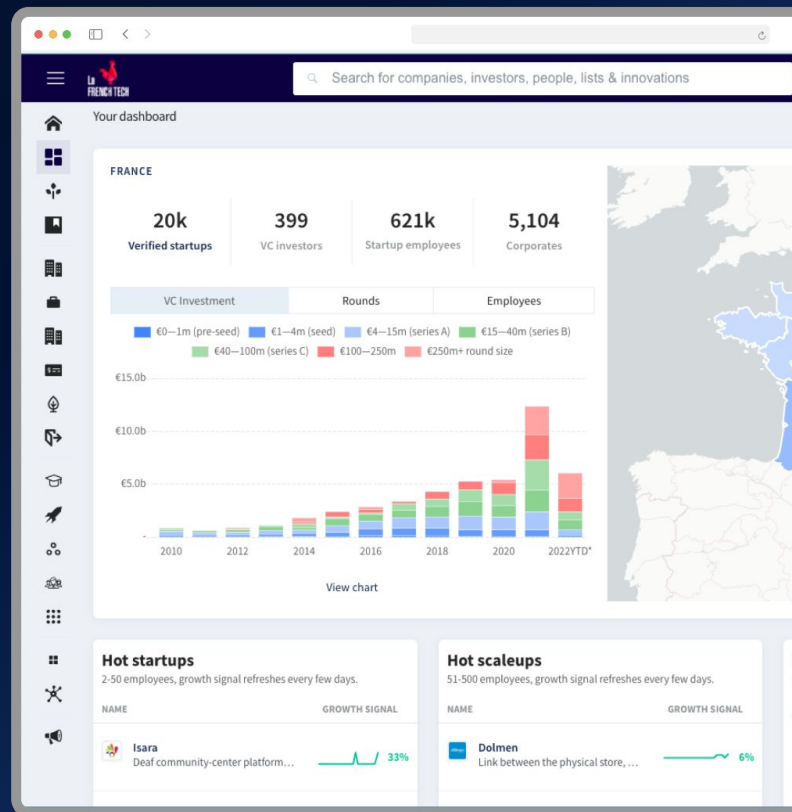 La
FRENCH TECH
Search for companies, investors, people, lists & innovations
Your dashboard
FRANCE
20k
Verified startups
399
VC investors
621k
Startup employees
5,104
Corporates
VC Investment
Rounds
Employees
€0—1m (pre-seed)
€1—4m (seed)
€4—15m (series A)
€15—40m (series B)
€40—100m (series C)
€100—250m
€250m+ round size
€15.0b
€10.0b
€5.0b
-
2010
2012
2014
2016
2018
2020
2022YTD*
View chart
Hot startups
2-50 employees, growth signal refreshes every few days.
NAME
GROWTH SIGNAL
Isara
Deaf community-center platform…
33%
Hot scaleups
51-500 employees, growth signal refreshes every few days.
NAME
GROWTH SIGNAL
Dolmen
Link between the physical store, …
6%